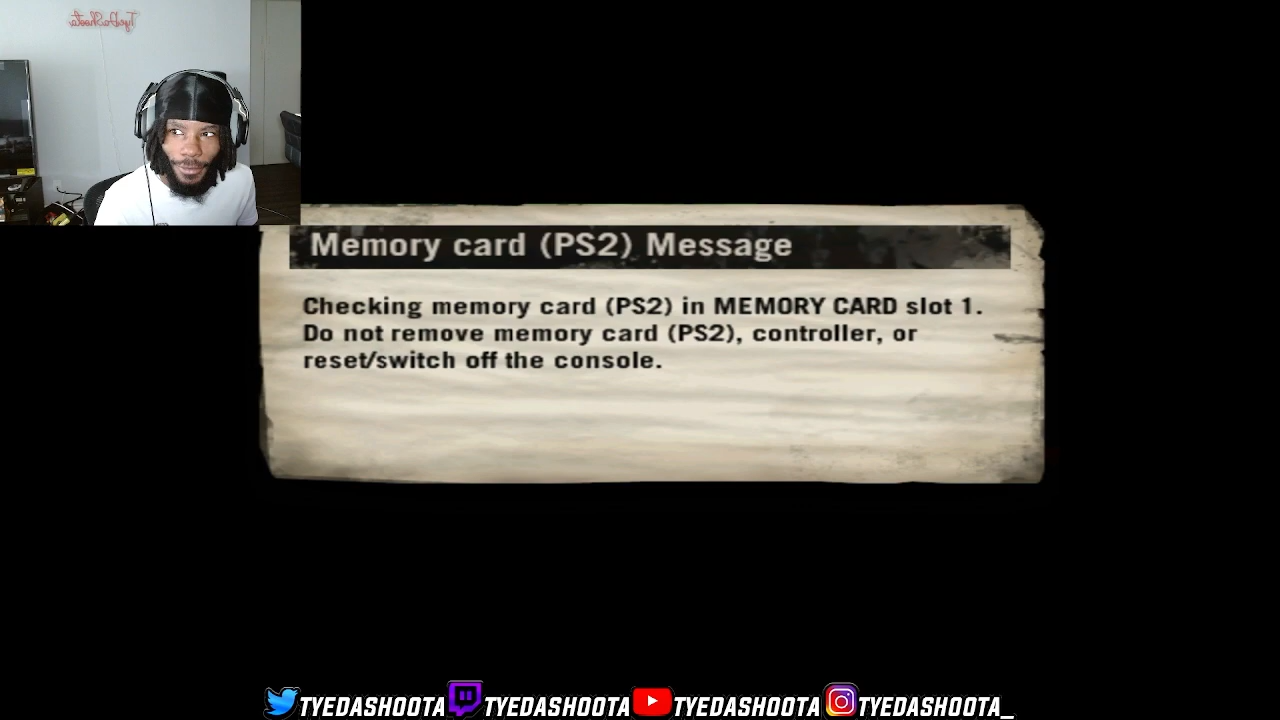 TyeDaShoota
Memory card (PS2) Message
Checking memory card (PS2) in MEMORY CARD slot 1.
Do not remove memory card (PS2), controller, or
reset/switch off the console.
TYEDASHOOTA TYEDASHOOTA TYEDASHOOTA TYEDASHOOTA_